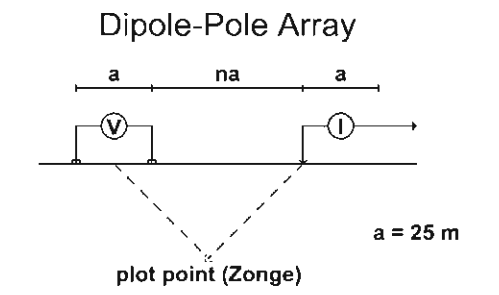 Dipole-Pole Array
a na a
V I
a = 25 m
plot point (Zonge)